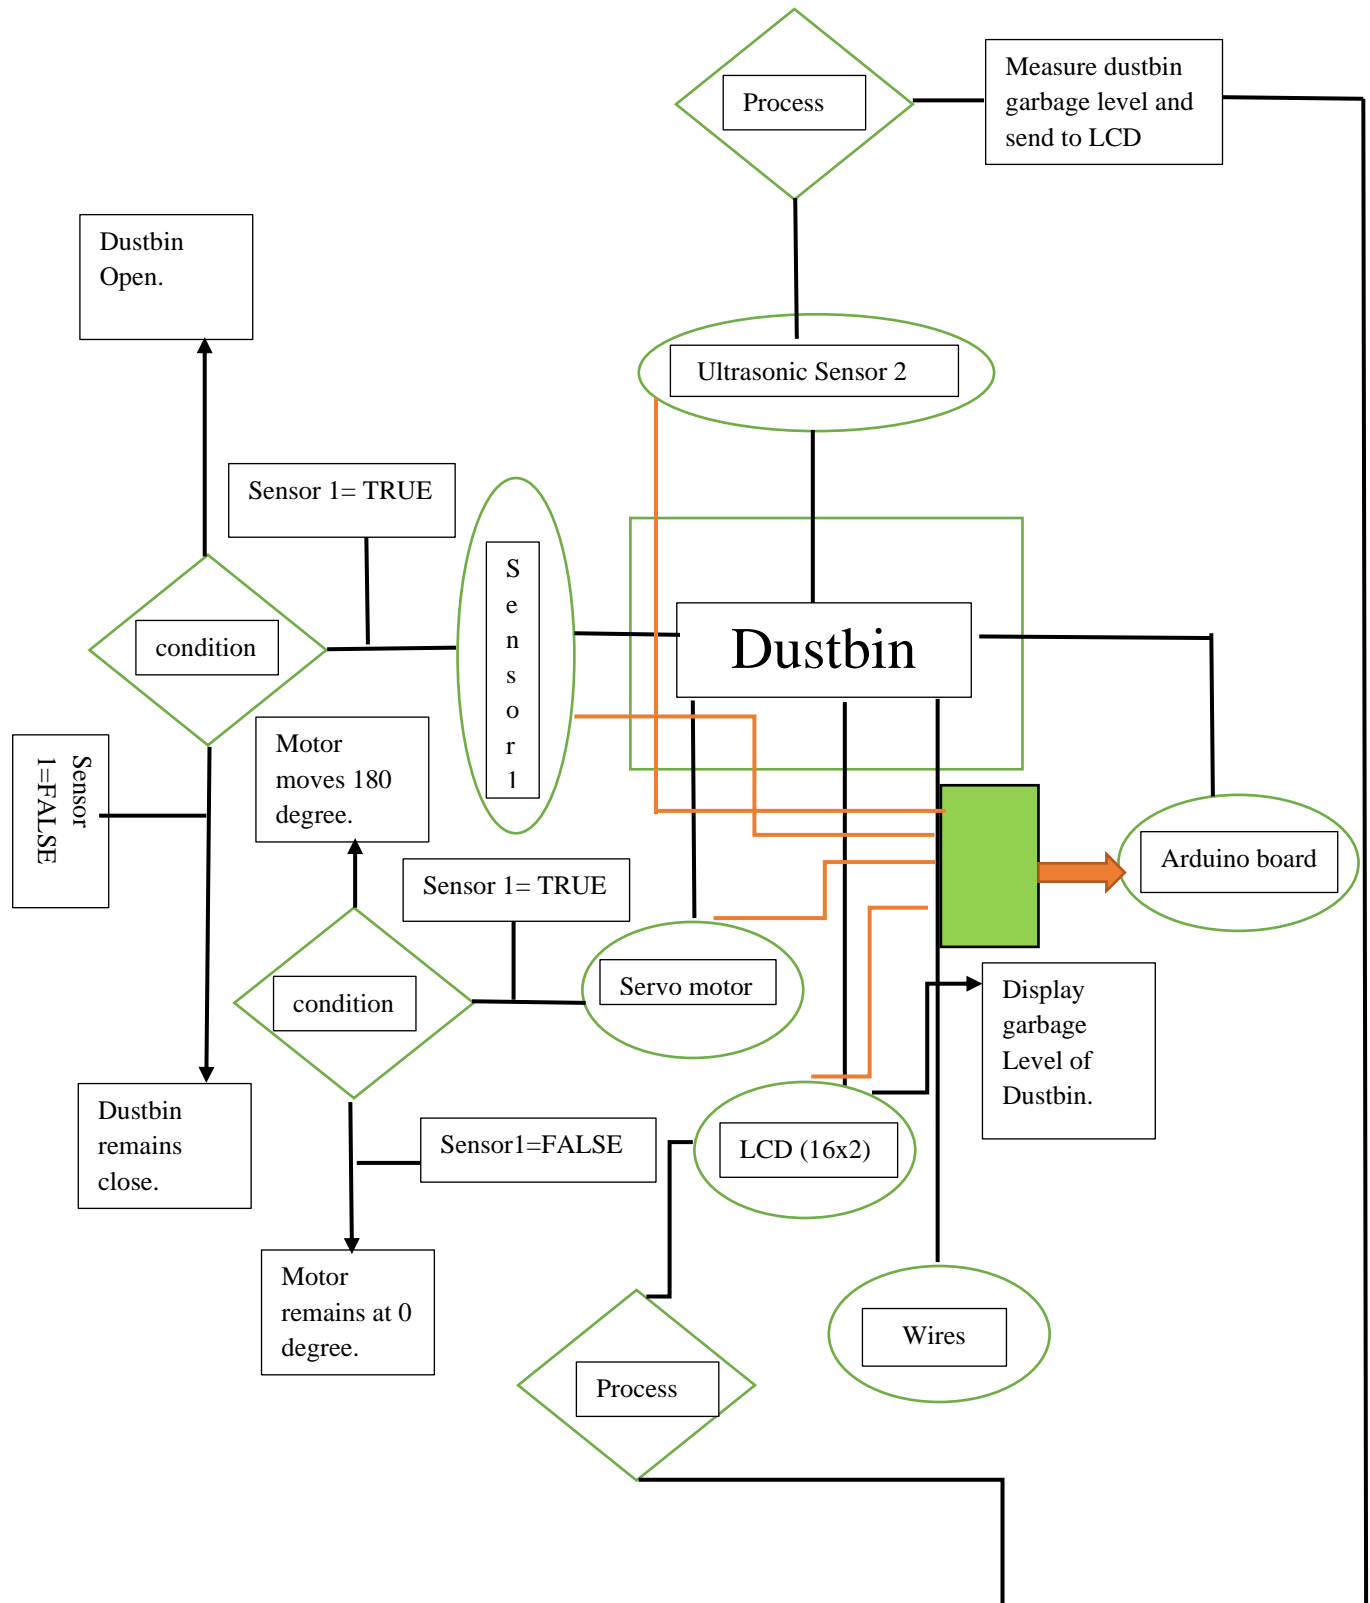 Process
Measure dustbin
garbage level and
send to LCD
Dustbin
Open.
Ultrasonic Sensor 2
Sensor 1= TRUE
S
e
n
s
o
r
1
condition
Dustbin
Sensor
1=FALSE
Motor
moves 180
degree.
Arduino board
Sensor 1= TRUE
condition
Servo motor
Display
garbage
Level of
Dustbin.
Dustbin
remains
close.
Sensor1=FALSE
LCD (16x2)
Motor
remains at 0
degree.
Wires
Process